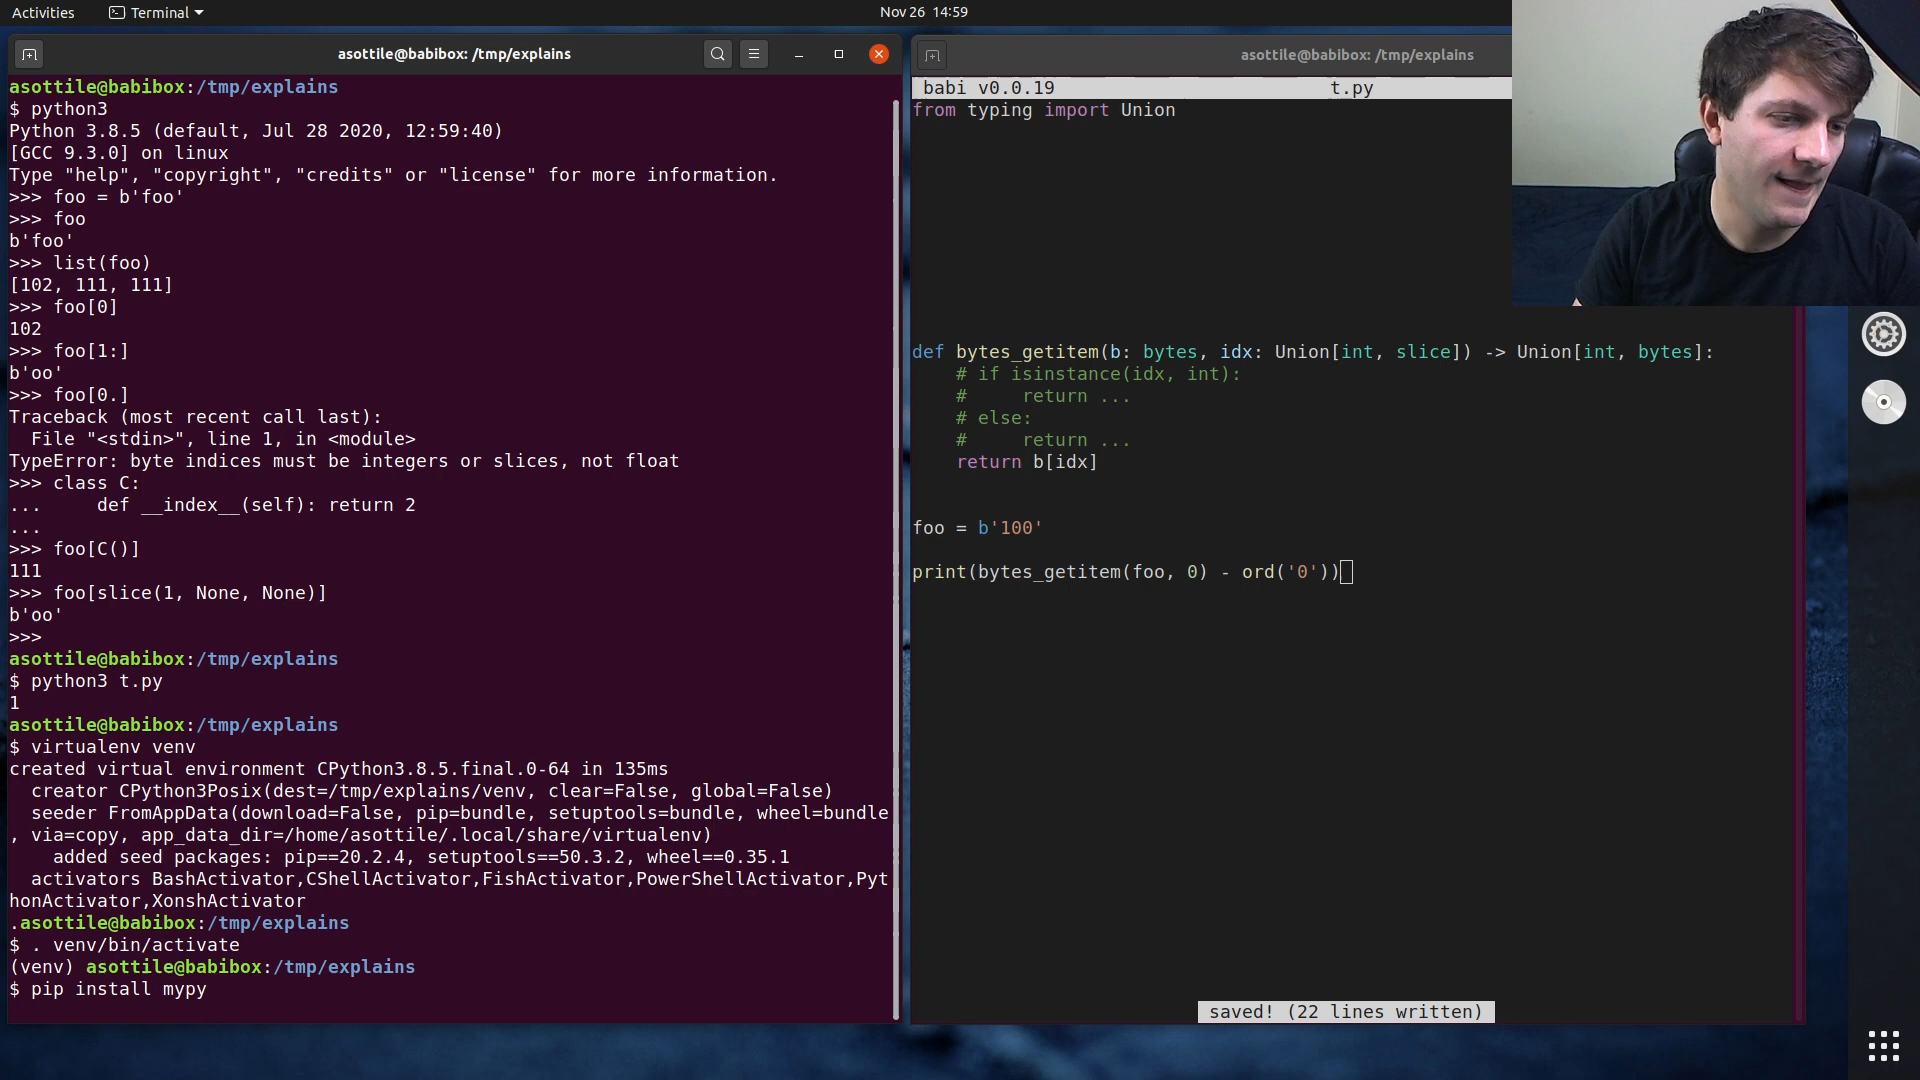 Activities
Terminal
Nov 26 14:59
asottile@babibox: /tmp/explains
asottile@babibox:/tmp/explains
$ python3
Python 3.8.5 (default, Jul 28 2020, 12:59:40)
[GCC 9.3.0] on linux
Type "help", "copyright", "credits" or "license" for more information.
>>> foo = b'foo'
>>> foo
b'foo'
>>> list(foo)
[102, 111, 111]
>>> foo[0]
102
>>> foo[1:]
b'oo'
>>> foo[0.]
Traceback (most recent call last):
  File "<stdin>", line 1, in <module>
TypeError: byte indices must be integers or slices, not float
>>> class C:
...     def __index__(self): return 2
...
>>> foo[C()]
111
>>> foo[slice(1, None, None)]
b'oo'
>>>
asottile@babibox:/tmp/explains
$ python3 t.py
1
asottile@babibox:/tmp/explains
$ virtualenv venv
created virtual environment CPython3.8.5.final.0-64 in 135ms
  creator CPython3Posix(dest=/tmp/explains/venv, clear=False, global=False)
  seeder FromAppData(download=False, pip=bundle, setuptools=bundle, wheel=bundle
, via=copy, app_data_dir=/home/asottile/.local/share/virtualenv)
    added seed packages: pip==20.2.4, setuptools==50.3.2, wheel==0.35.1
  activators BashActivator,CShellActivator,FishActivator,PowerShellActivator,Pyt
honActivator,XonshActivator
.asottile@babibox:/tmp/explains
$ . venv/bin/activate
(venv) asottile@babibox:/tmp/explains
$ pip install mypy
asottile@babibox: /tmp/explains
babi v0.0.19 t.py
from typing import Union
def bytes_getitem(b: bytes, idx: Union[int, slice]) -> Union[int, bytes]:
    # if isinstance(idx, int):
    #     return ...
    # else:
    #     return ...
    return b[idx]
foo = b'100'
print(bytes_getitem(foo, 0) - ord('0'))
saved! (22 lines written)